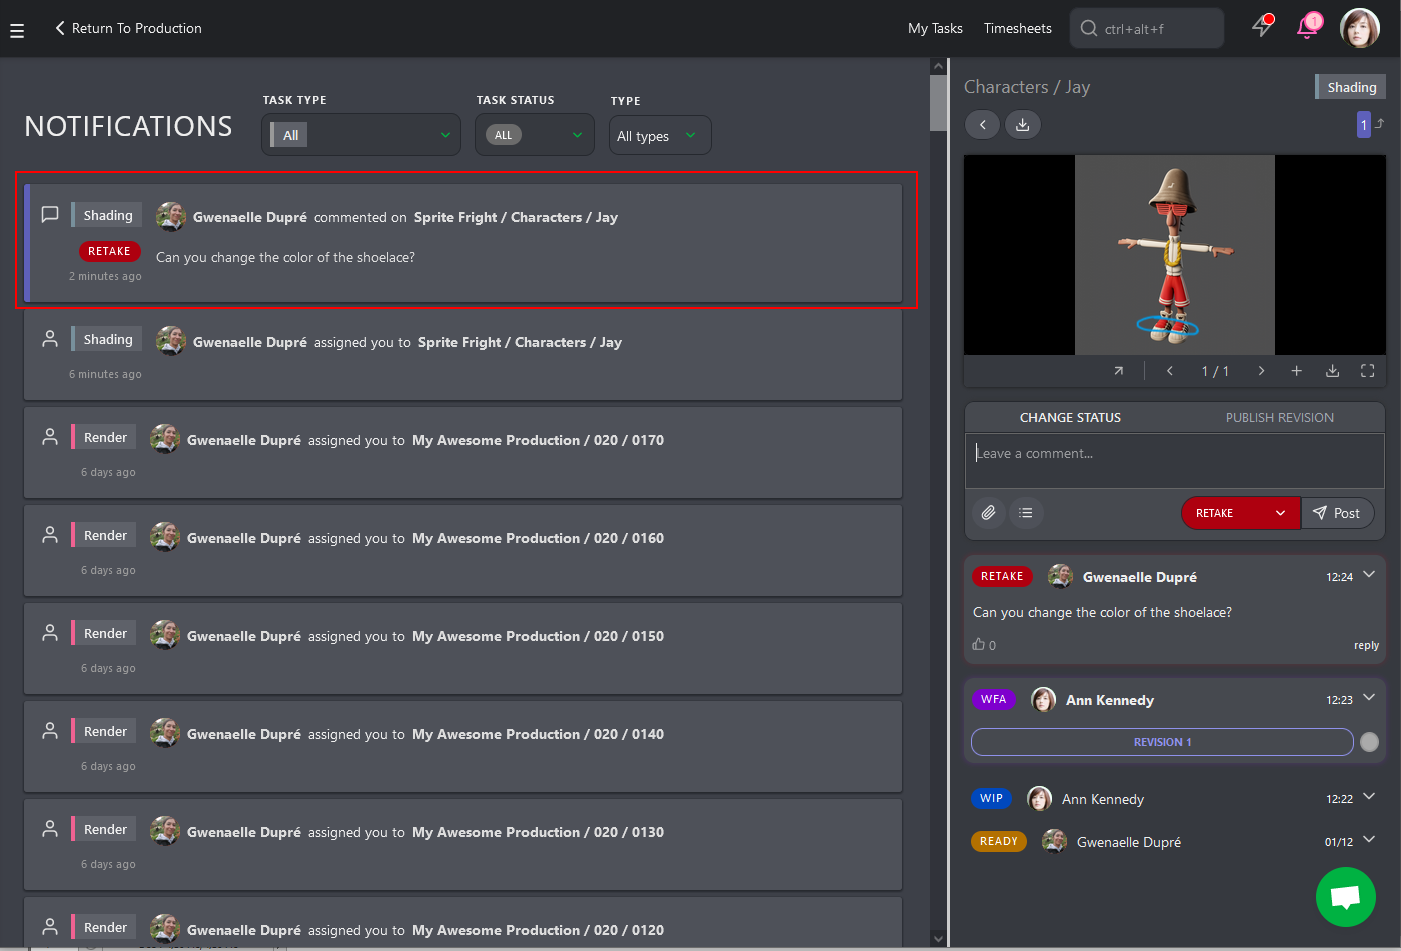 Return To Production
My Tasks
Timesheets
ctrl+alt+f
1
NOTIFICATIONS
TASK TYPE
All
TASK STATUS
ALL
TYPE
All types
Shading
Gwenaelle Dupré commented on Sprite Fright / Characters / Jay
RETAKE
Can you change the color of the shoelace?
2 minutes ago
Shading
Gwenaelle Dupré assigned you to Sprite Fright / Characters / Jay
6 minutes ago
Render
Gwenaelle Dupré assigned you to My Awesome Production / 020 / 0170
6 days ago
Render
Gwenaelle Dupré assigned you to My Awesome Production / 020 / 0160
6 days ago
Render
Gwenaelle Dupré assigned you to My Awesome Production / 020 / 0150
6 days ago
Render
Gwenaelle Dupré assigned you to My Awesome Production / 020 / 0140
6 days ago
Render
Gwenaelle Dupré assigned you to My Awesome Production / 020 / 0130
6 days ago
Render
Gwenaelle Dupré assigned you to My Awesome Production / 020 / 0120
Characters / Jay
Shading
1
1 / 1
CHANGE STATUS
PUBLISH REVISION
Leave a comment...
RETAKE
Post
RETAKE
Gwenaelle Dupré
12:24
Can you change the color of the shoelace?
0
reply
WFA
Ann Kennedy
12:23
REVISION 1
WIP
Ann Kennedy
12:22
READY
Gwenaelle Dupré
01/12